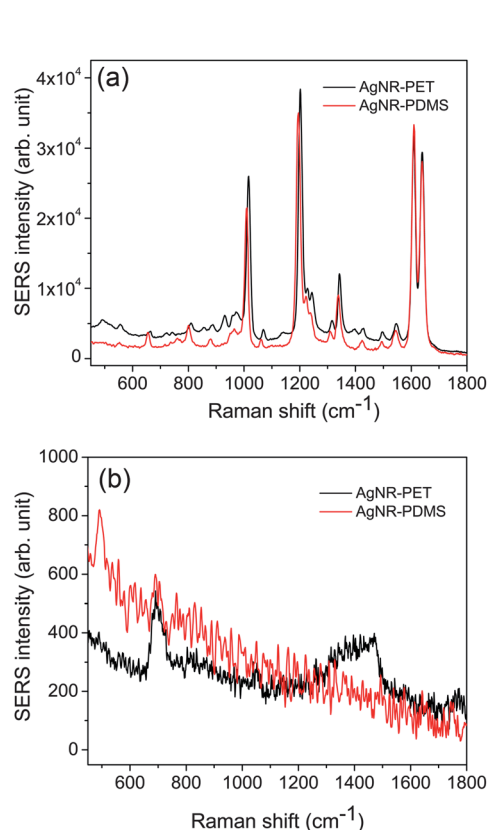 (a)
AgNR-PET
AgNR-PDMS
4x10⁴
3x10⁴
2x10⁴
1x10⁴
0
SERS intensity (arb. unit)
600 800 1000 1200 1400 1600 1800
Raman shift (cm⁻¹)
(b)
AgNR-PET
AgNR-PDMS
1000
800
600
400
200
0
SERS intensity (arb. unit)
600 800 1000 1200 1400 1600 1800
Raman shift (cm⁻¹)